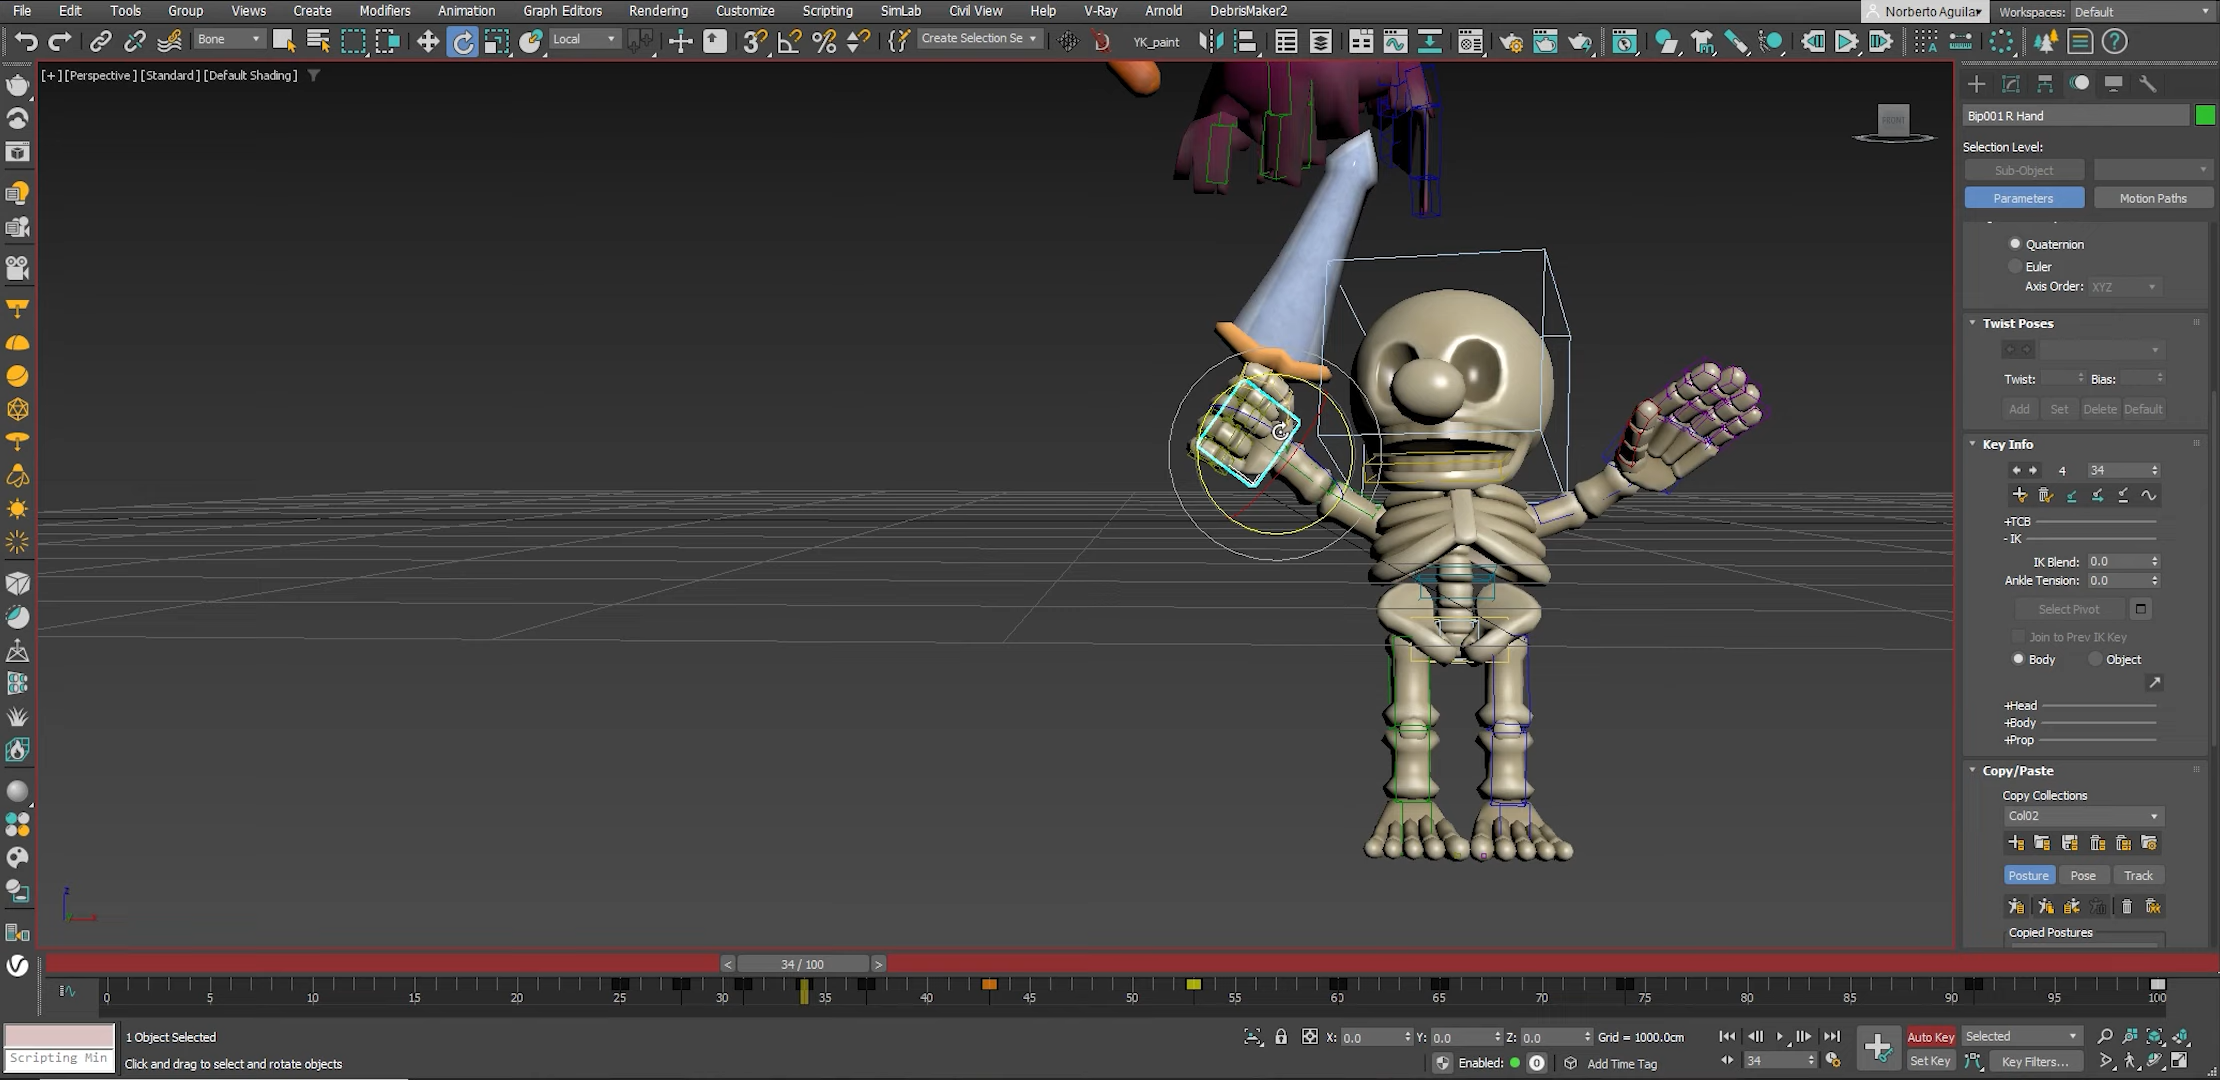 File Edit Tools Group Views Create Modifiers Animation Graph Editors Rendering Customize Scripting SimLab Civil View Help V-Ray Arnold DebrisMaker2 Norberto Aguilar Workspaces: Default
Bone Local Create Selection Se YK_paint
[+] [Perspective] [Standard] [Default Shading]
FRONT
Bip001 R Hand
Selection Level:
Sub-Object
Parameters Motion Paths
Quaternion
Euler
Axis Order: XYZ
Twist Poses
Twist: Bias:
Add Set Delete Default
Key Info
4 34
+TCB
- IK
IK Blend: 0.0
Ankle Tension: 0.0
Select Pivot
Join to Prev IK Key
Body Object
+Head
+Body
+Prop
Copy/Paste
Copy Collections
Col02
Posture Pose Track
Copied Postures
z
x
< 34 / 100 >
0 5 10 15 20 25 30 35 40 45 50 55 60 65 70 75 80 85 90 95 100
1 Object Selected
X: 0.0 Y: 0.0 Z: 0.0 Grid = 1000.0cm
Auto Key Selected
Scripting Min
Click and drag to select and rotate objects
Enabled: 0 Add Time Tag
34
Set Key Key Filters...